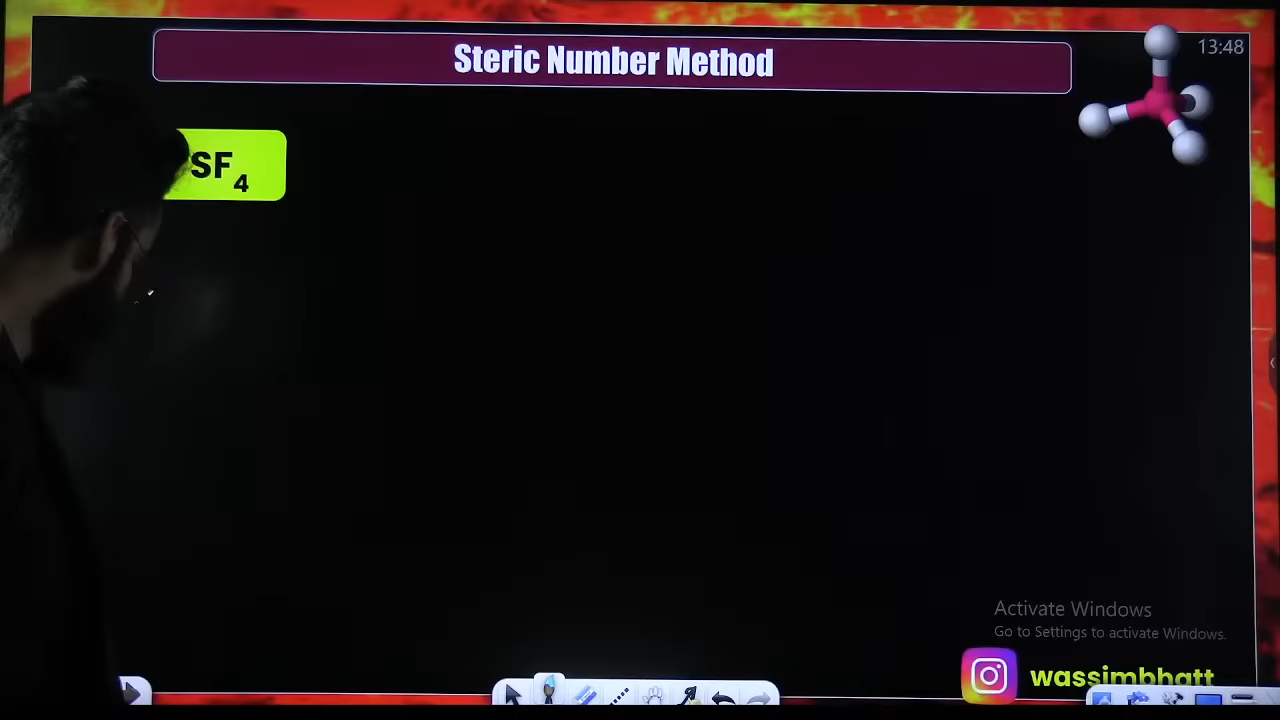 Steric Number Method
13:48
SF4
Activate Windows
Go to Settings to activate Windows.
wassimbhatt